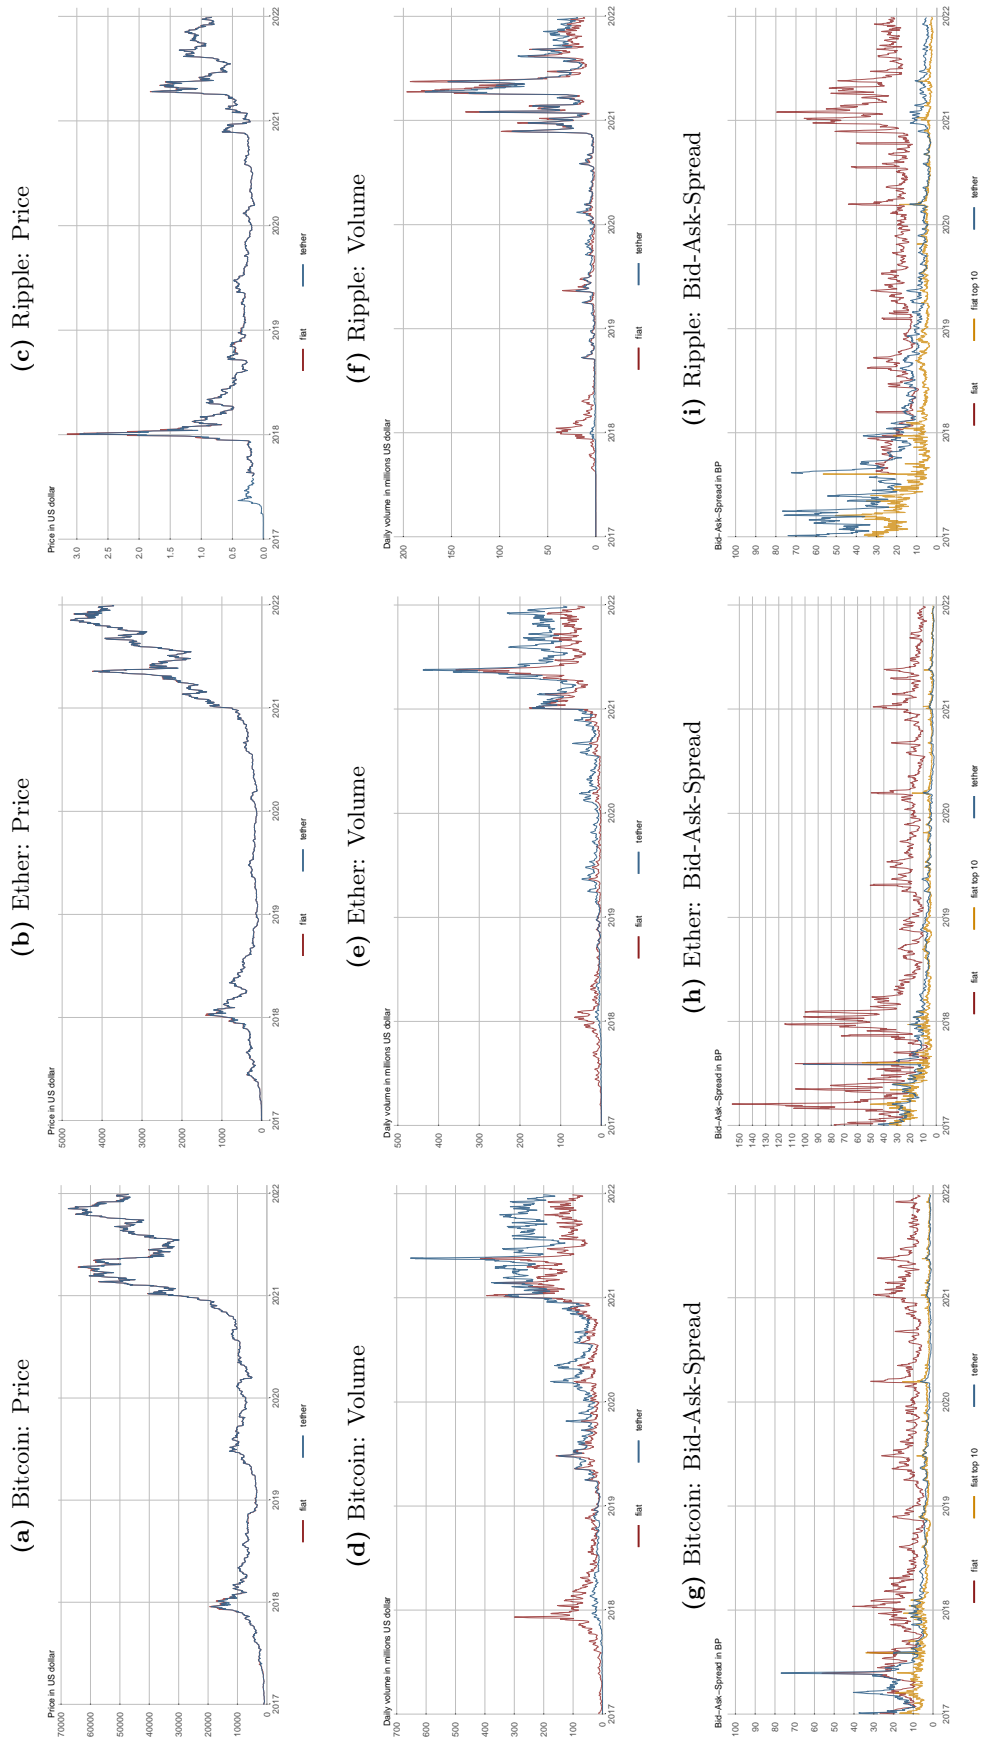 (a) Bitcoin: Price
Price in US dollar
70000
60000
50000
40000
30000
20000
10000
0
2017 2018 2019 2020 2021 2022
fiat tether
(b) Ether: Price
Price in US dollar
5000
4000
3000
2000
1000
0
2017 2018 2019 2020 2021 2022
fiat tether
(c) Ripple: Price
Price in US dollar
3.0
2.5
2.0
1.5
1.0
0.5
0.0
2017 2018 2019 2020 2021 2022
fiat tether
(d) Bitcoin: Volume
Daily volume in millions US dollar
700
600
500
400
300
200
100
0
2017 2018 2019 2020 2021 2022
fiat tether
(e) Ether: Volume
Daily volume in millions US dollar
500
400
300
200
100
0
2017 2018 2019 2020 2021 2022
fiat tether
(f) Ripple: Volume
Daily volume in millions US dollar
200
150
100
50
0
2017 2018 2019 2020 2021 2022
fiat tether
(g) Bitcoin: Bid-Ask-Spread
Bid-Ask-Spread in BP
100
90
80
70
60
50
40
30
20
10
0
2017 2018 2019 2020 2021 2022
fiat fiat top 10 tether
(h) Ether: Bid-Ask-Spread
Bid-Ask-Spread in BP
150
140
130
120
110
100
90
80
70
60
50
40
30
20
10
0
2017 2018 2019 2020 2021 2022
fiat fiat top 10 tether
(i) Ripple: Bid-Ask-Spread
Bid-Ask-Spread in BP
100
90
80
70
60
50
40
30
20
10
0
2017 2018 2019 2020 2021 2022
fiat fiat top 10 tether